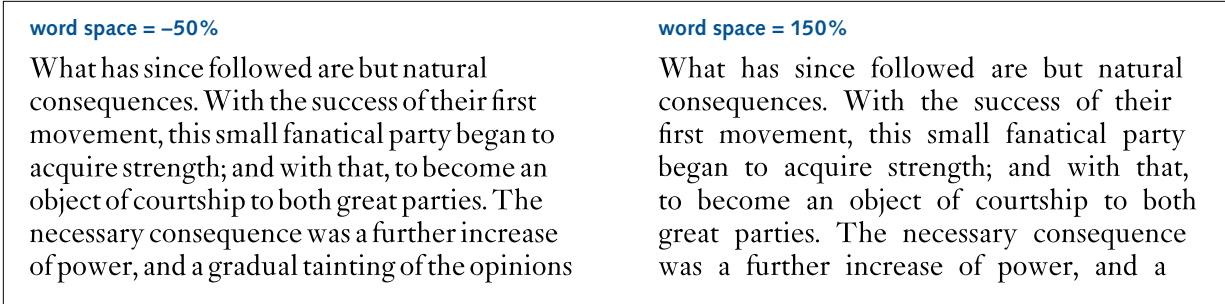 word space = –50%
What has since followed are but natural
consequences. With the success of their first
movement, this small fanatical party began to
acquire strength; and with that, to become an
object of courtship to both great parties. The
necessary consequence was a further increase
of power, and a gradual tainting of the opinions
word space = 150%
What has since followed are but natural
consequences. With the success of their
first movement, this small fanatical party
began to acquire strength; and with that,
to become an object of courtship to both
great parties. The necessary consequence
was a further increase of power, and a